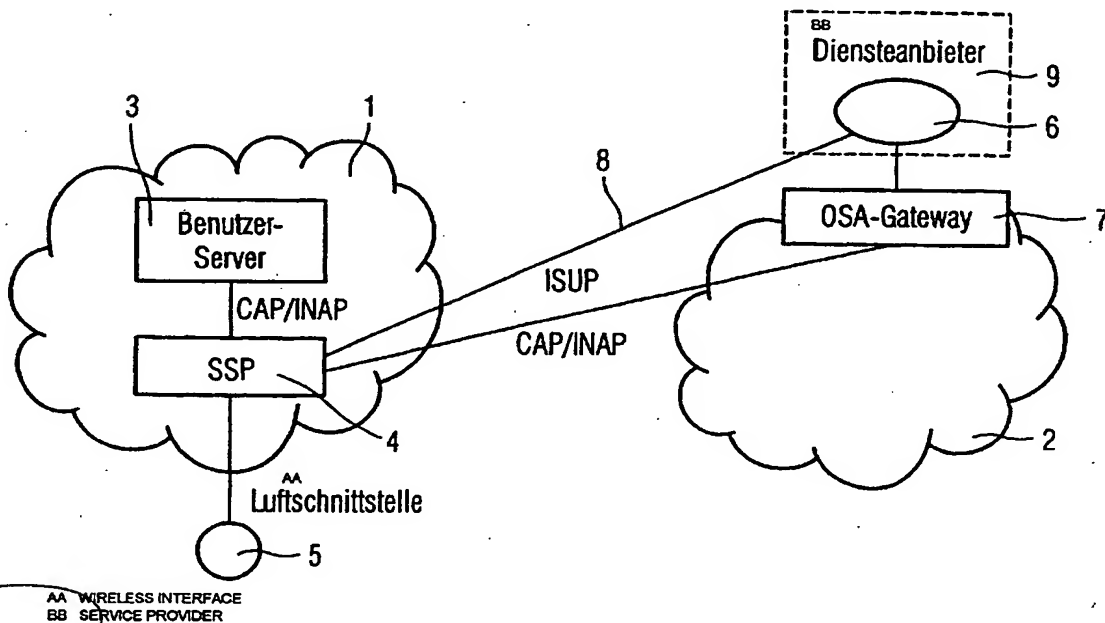 BB
Diensteanbieter
9
6
3
1
8
Benutzer-
Server
OSA-Gateway
7
ISUP
CAP/INAP
CAP/INAP
SSP
4
2
AA
Luftschnittstelle
5
AA WIRELESS INTERFACE
BB SERVICE PROVIDER